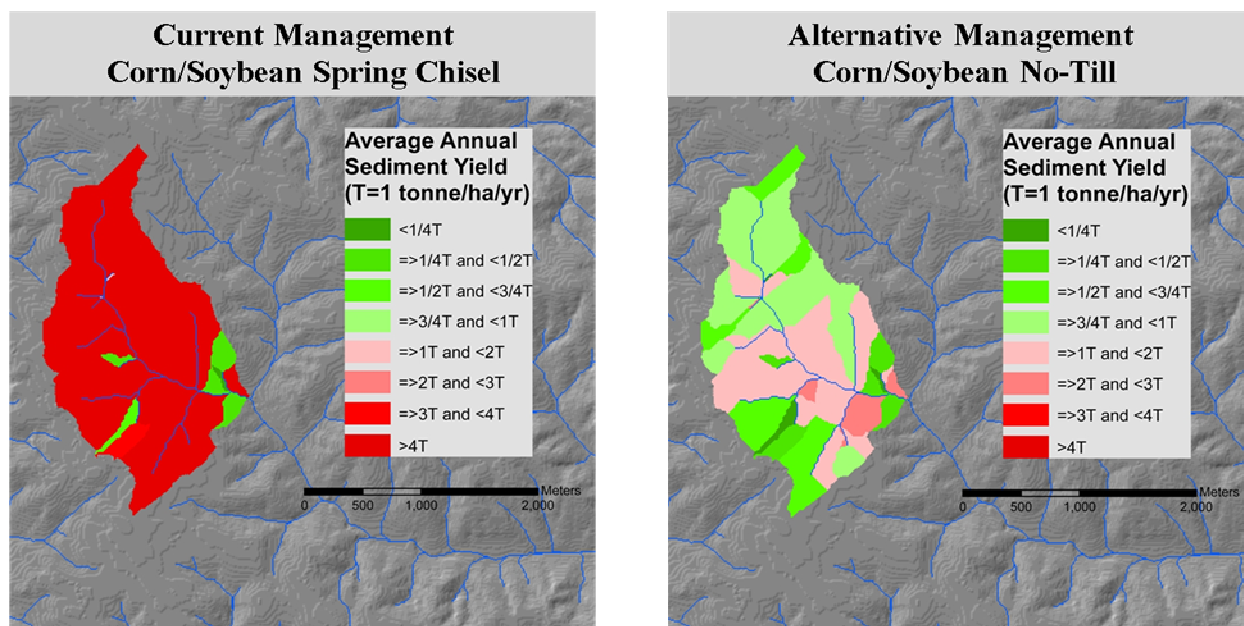 Current Management
Corn/Soybean Spring Chisel
Average Annual
Sediment Yield
(T=1 tonne/ha/yr)
<1/4T
=>1/4T and <1/2T
=>1/2T and <3/4T
=>3/4T and <1T
=>1T and <2T
=>2T and <3T
=>3T and <4T
>4T
Meters
0 500 1,000 2,000
Alternative Management
Corn/Soybean No-Till
Average Annual
Sediment Yield
(T=1 tonne/ha/yr)
<1/4T
=>1/4T and <1/2T
=>1/2T and <3/4T
=>3/4T and <1T
=>1T and <2T
=>2T and <3T
=>3T and <4T
>4T
Meters
0 500 1,000 2,000